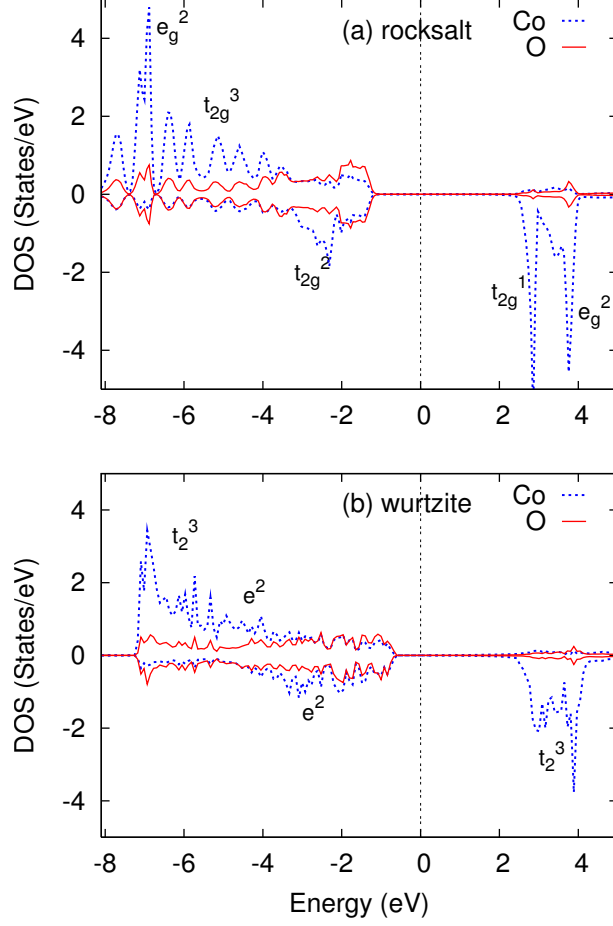 (a) rocksalt
Co
O
e_g^2
t_2g^3
t_2g^2
t_2g^1
e_g^2
DOS (States/eV)
4
2
0
-2
-4
-8 -6 -4 -2 0 2 4
(b) wurtzite
Co
O
t_2^3
e^2
e^2
t_2^3
DOS (States/eV)
4
2
0
-2
-4
-8 -6 -4 -2 0 2 4
Energy (eV)